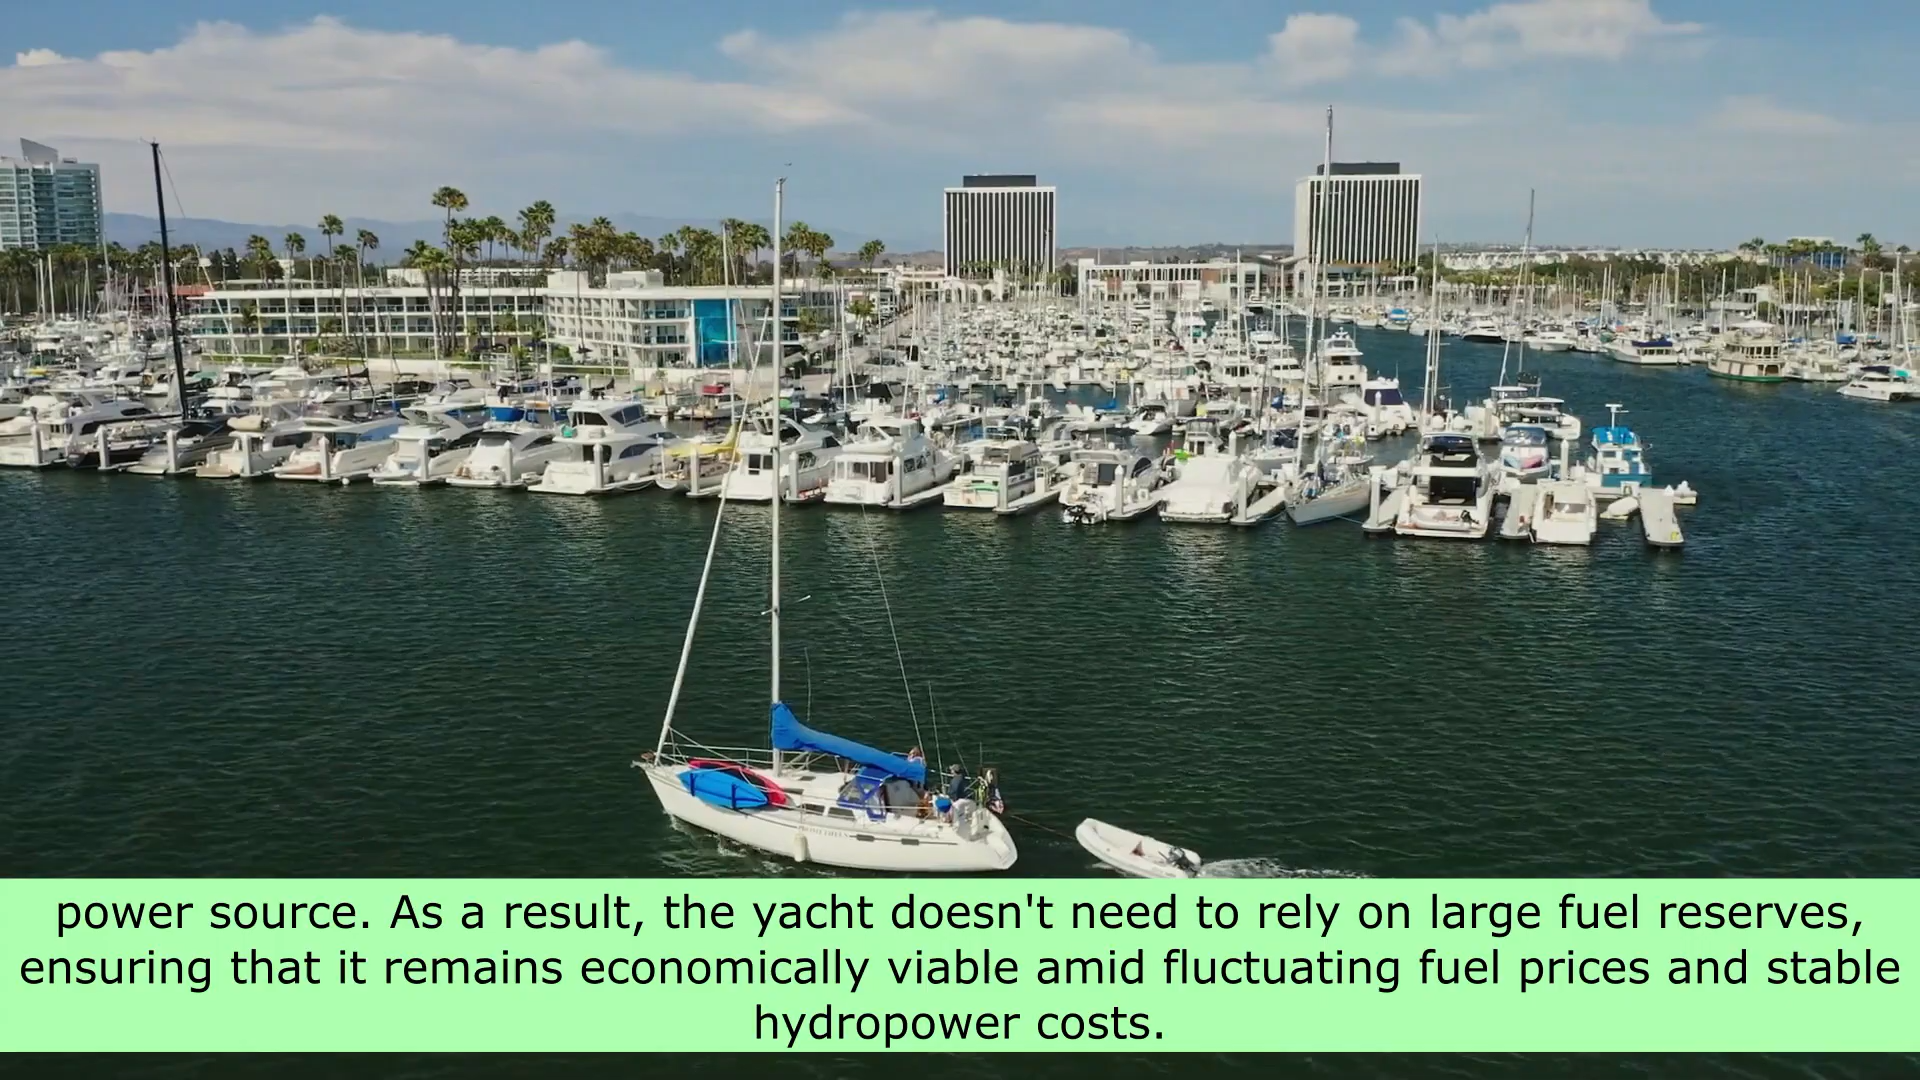 power source. As a result, the yacht doesn't need to rely on large fuel reserves,
ensuring that it remains economically viable amid fluctuating fuel prices and stable
hydropower costs.